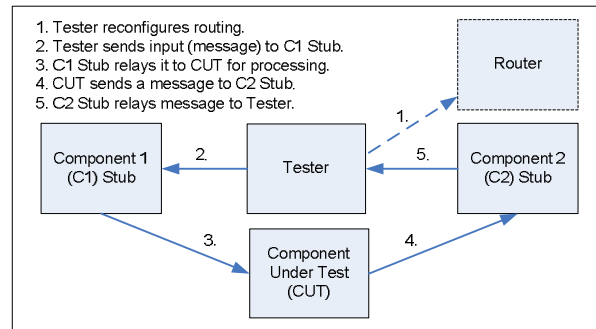 1. Tester reconfigures routing.
2. Tester sends input (message) to C1 Stub.
3. C1 Stub relays it to CUT for processing.
4. CUT sends a message to C2 Stub.
5. C2 Stub relays message to Tester.
Router
1.
Component 1
(C1) Stub
2.
Tester
5.
Component 2
(C2) Stub
3.
Component
Under Test
(CUT)
4.